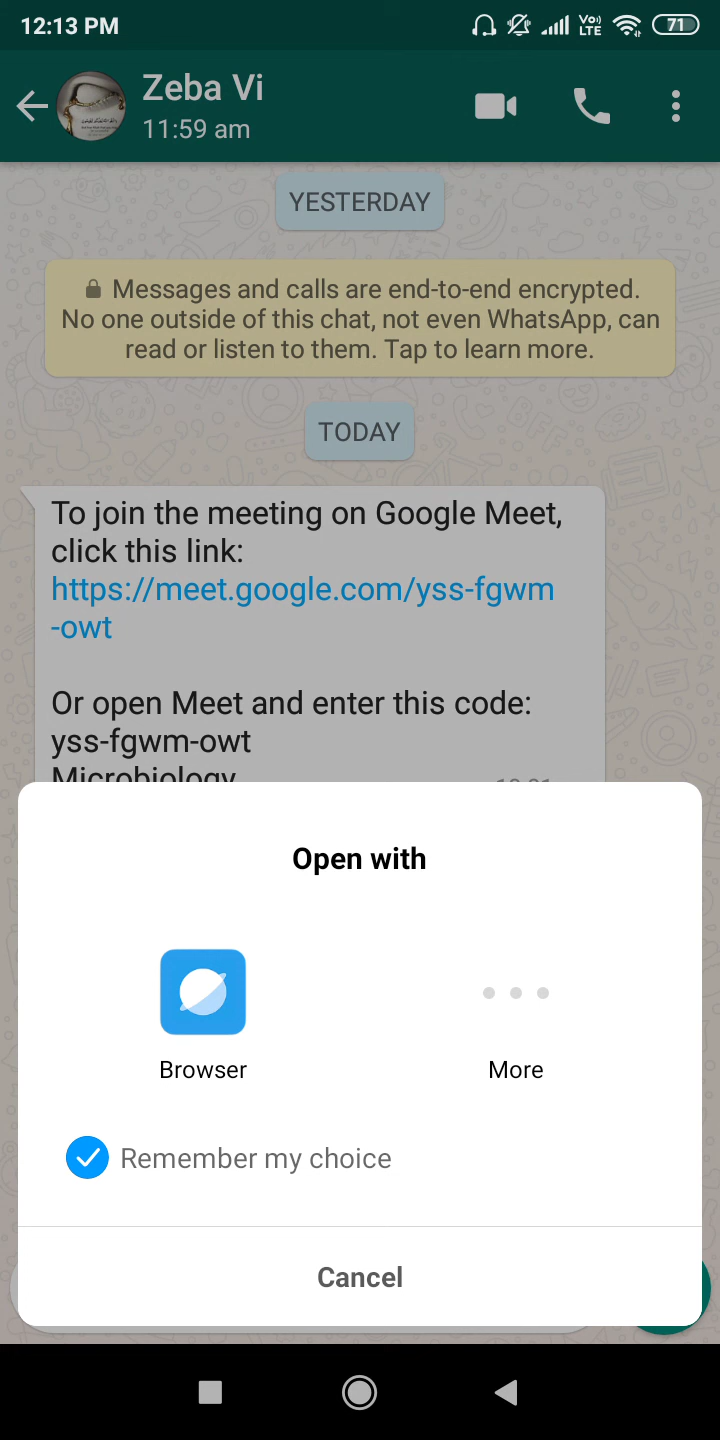 12:13 PM
Vo)) LTE
71
Zeba Vi
11:59 am
YESTERDAY
Messages and calls are end-to-end encrypted.
No one outside of this chat, not even WhatsApp, can
read or listen to them. Tap to learn more.
TODAY
To join the meeting on Google Meet,
click this link:
https://meet.google.com/yss-fgwm
-owt
Or open Meet and enter this code:
yss-fgwm-owt
Microbiology
Open with
Browser
More
Remember my choice
Cancel